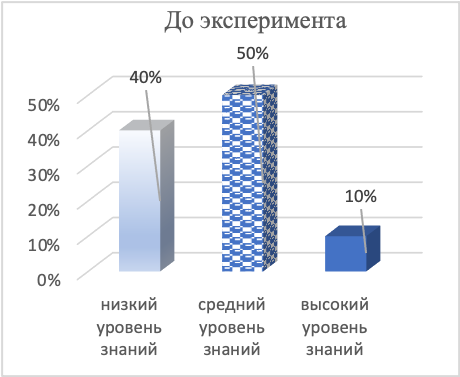 До эксперимента
40%
50%
10%
50%
40%
30%
20%
10%
0%
низкий уровень знаний
средний уровень знаний
высокий уровень знаний